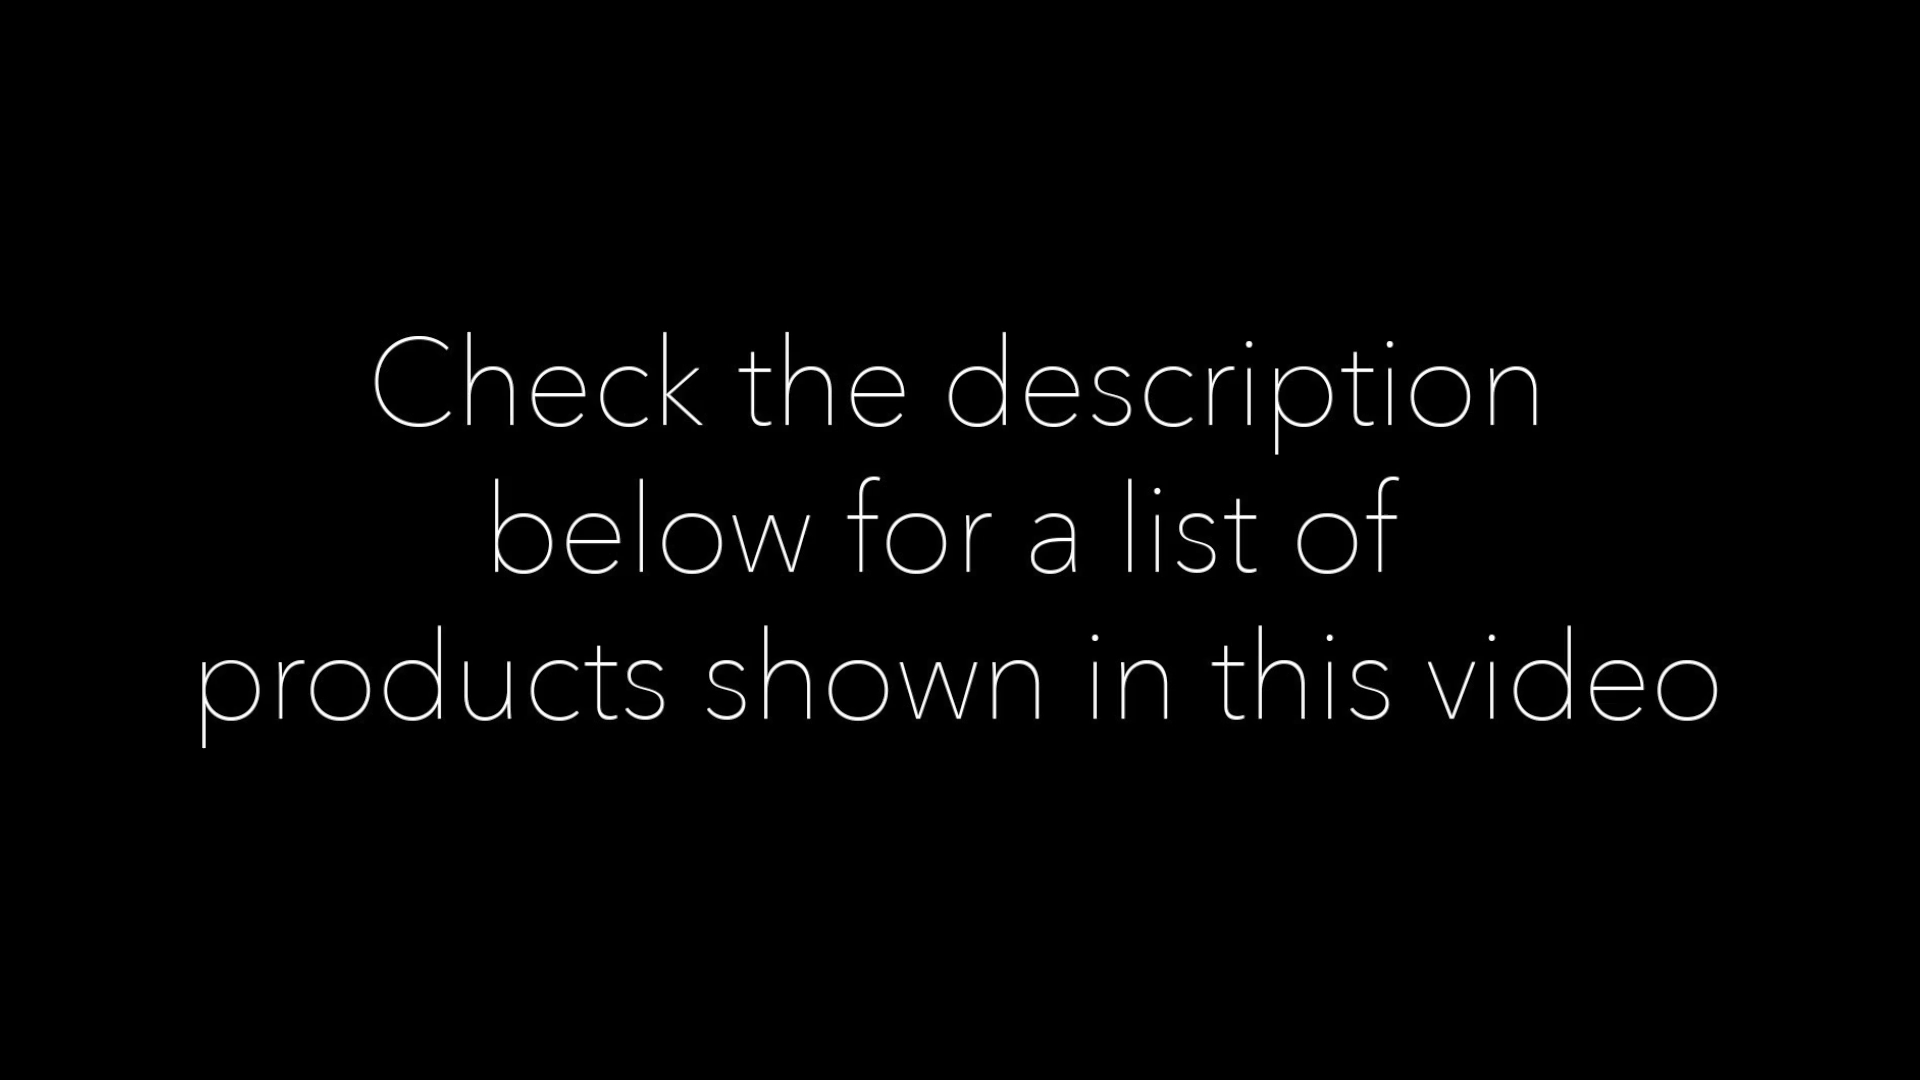 Check the description
below for a list of
products shown in this video